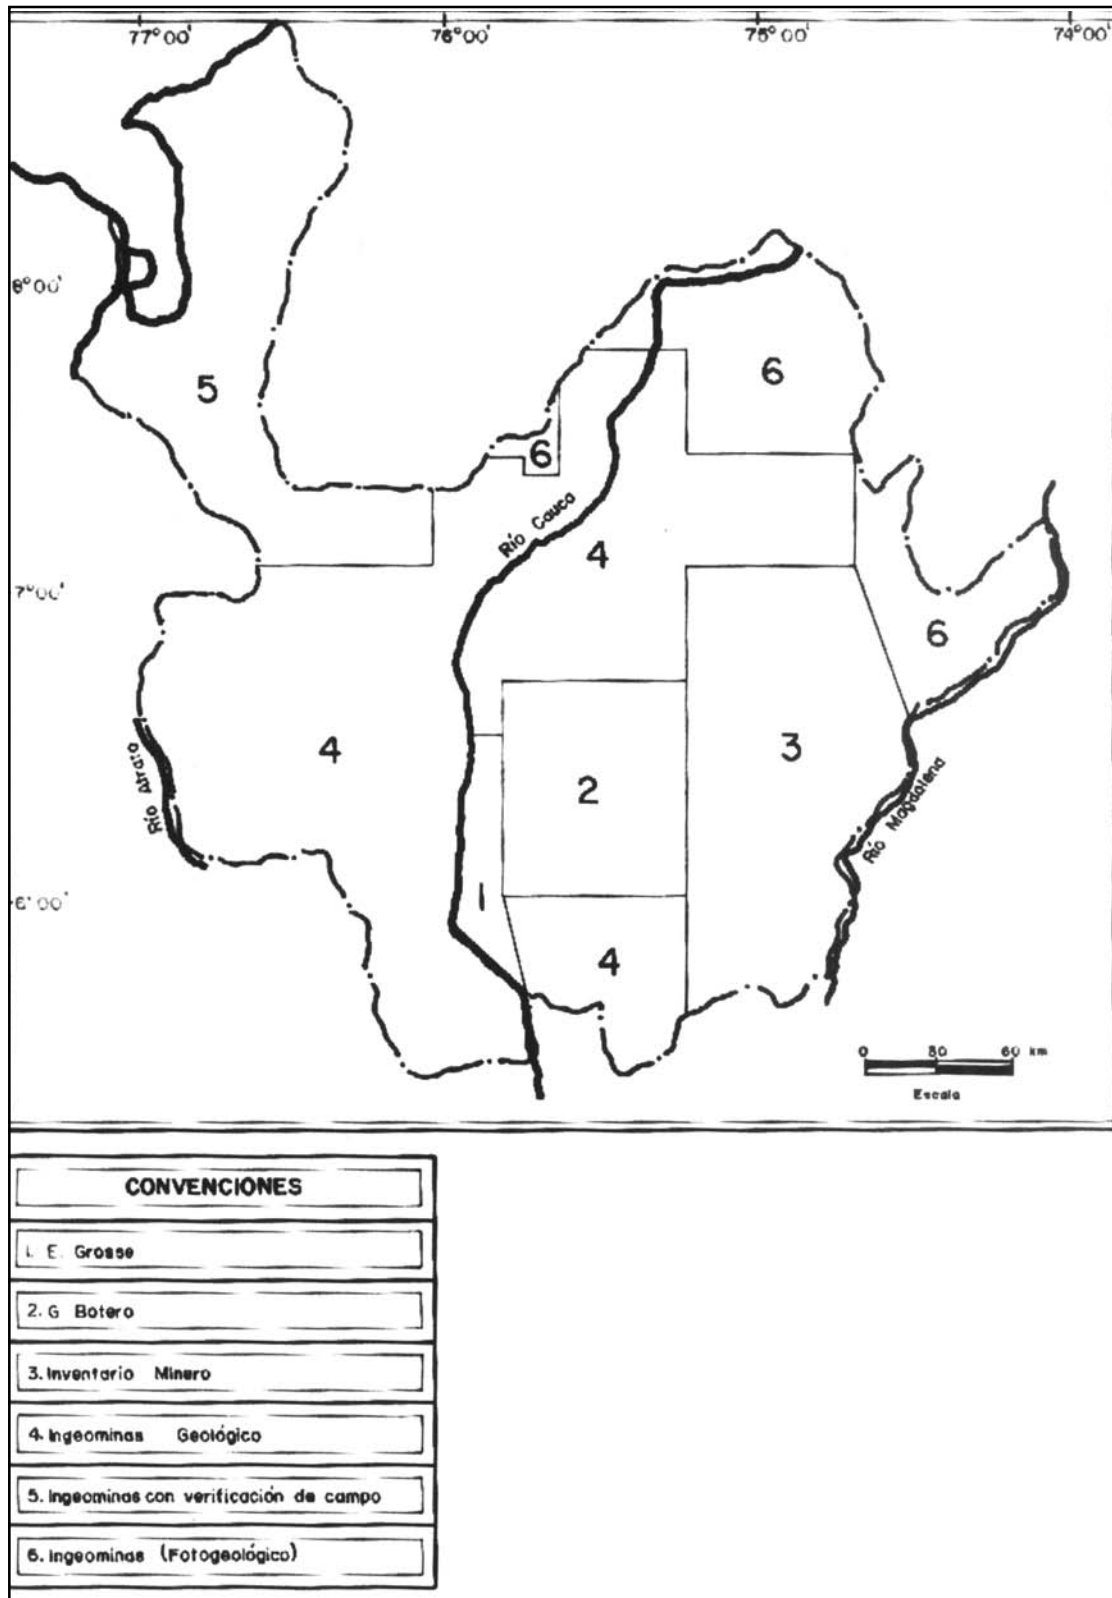 77°00'
76°00'
75°00'
74°00'
8°00'
6
5
6
Río Cauca
4
7°00'
6
4
3
2
Río Atrato
Río Magdalena
1
6°00'
4
0 30 60 km
Escala
CONVENCIONES
1. E. Grosse
2. G Botero
3. Inventario Minero
4. Ingeominas Geológico
5. Ingeominas con verificación de campo
6. Ingeominas (Fotogeológico)